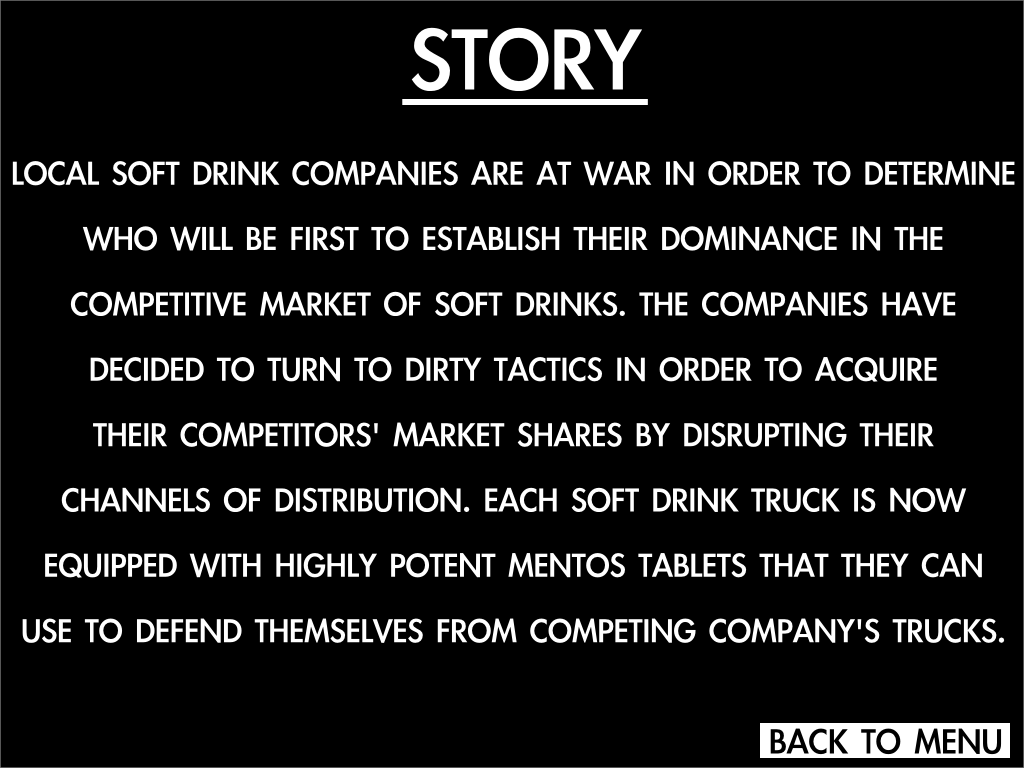 STORY
LOCAL SOFT DRINK COMPANIES ARE AT WAR IN ORDER TO DETERMINE
WHO WILL BE FIRST TO ESTABLISH THEIR DOMINANCE IN THE
COMPETITIVE MARKET OF SOFT DRINKS. THE COMPANIES HAVE
DECIDED TO TURN TO DIRTY TACTICS IN ORDER TO ACQUIRE
THEIR COMPETITORS' MARKET SHARES BY DISRUPTING THEIR
CHANNELS OF DISTRIBUTION. EACH SOFT DRINK TRUCK IS NOW
EQUIPPED WITH HIGHLY POTENT MENTOS TABLETS THAT THEY CAN
USE TO DEFEND THEMSELVES FROM COMPETING COMPANY'S TRUCKS.
BACK TO MENU